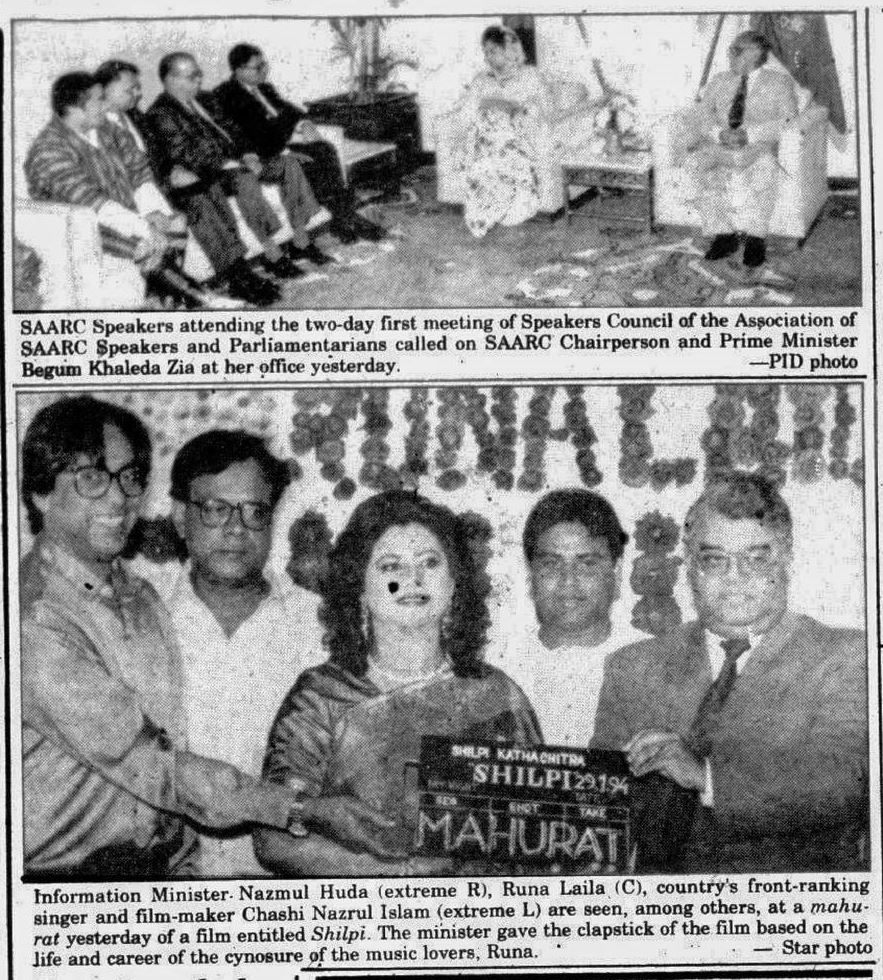 SAARC Speakers attending the two-day first meeting of Speakers Council of the Association of
SAARC Speakers and Parliamentarians called on SAARC Chairperson and Prime Minister
Begum Khaleda Zia at her office yesterday. —PID photo
SHILPI KATHACHITRA
SHILPI 29.1.94
SHOT TAKE
MAHURAT
Information Minister Nazmul Huda (extreme R), Runa Laila (C), country's front-ranking
singer and film-maker Chashi Nazrul Islam (extreme L) are seen, among others, at a mahu-
rat yesterday of a film entitled Shilpi. The minister gave the clapstick of the film based on the
life and career of the cynosure of the music lovers, Runa. — Star photo